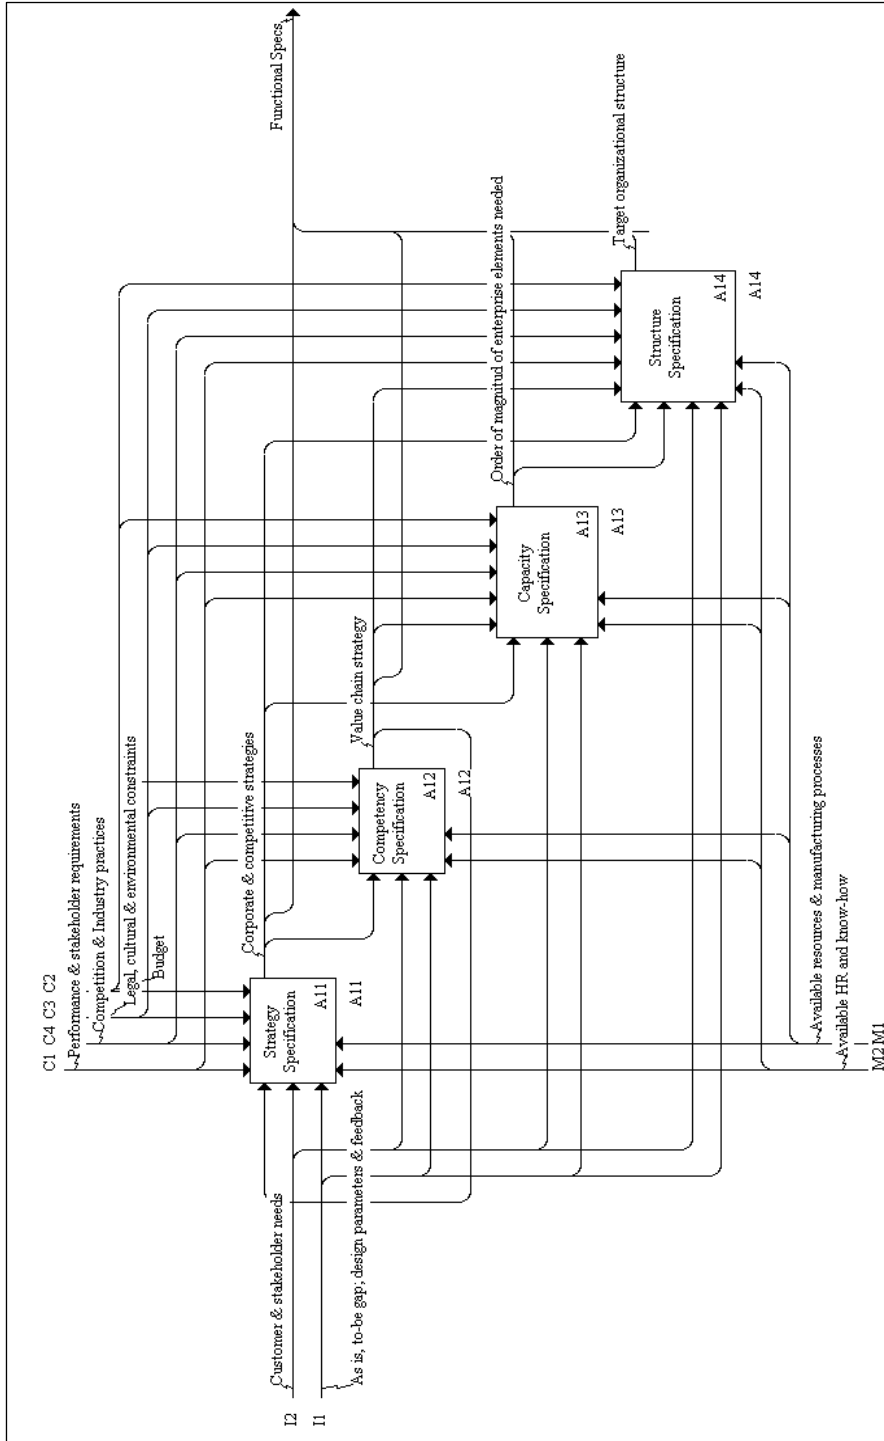 C1 C4 C3 C2
Performance & stakeholder requirements
Competition & Industry practices
Legal, cultural & environmental constraints
Budget
Corporate & competitive strategies
Functional Specs
Strategy
Specification
A11
A11
Value chain strategy
Competency
Specification
A12
A12
Order of magnitud of enterprise elements needed
Capacity
Specification
A13
A13
Target organizational structure
Structure
Specification
A14
A14
Customer & stakeholder needs
I2
I1
As is, to-be gap; design parameters & feedback
Available resources & manufacturing processes
Available HR and know-how
M2 M1